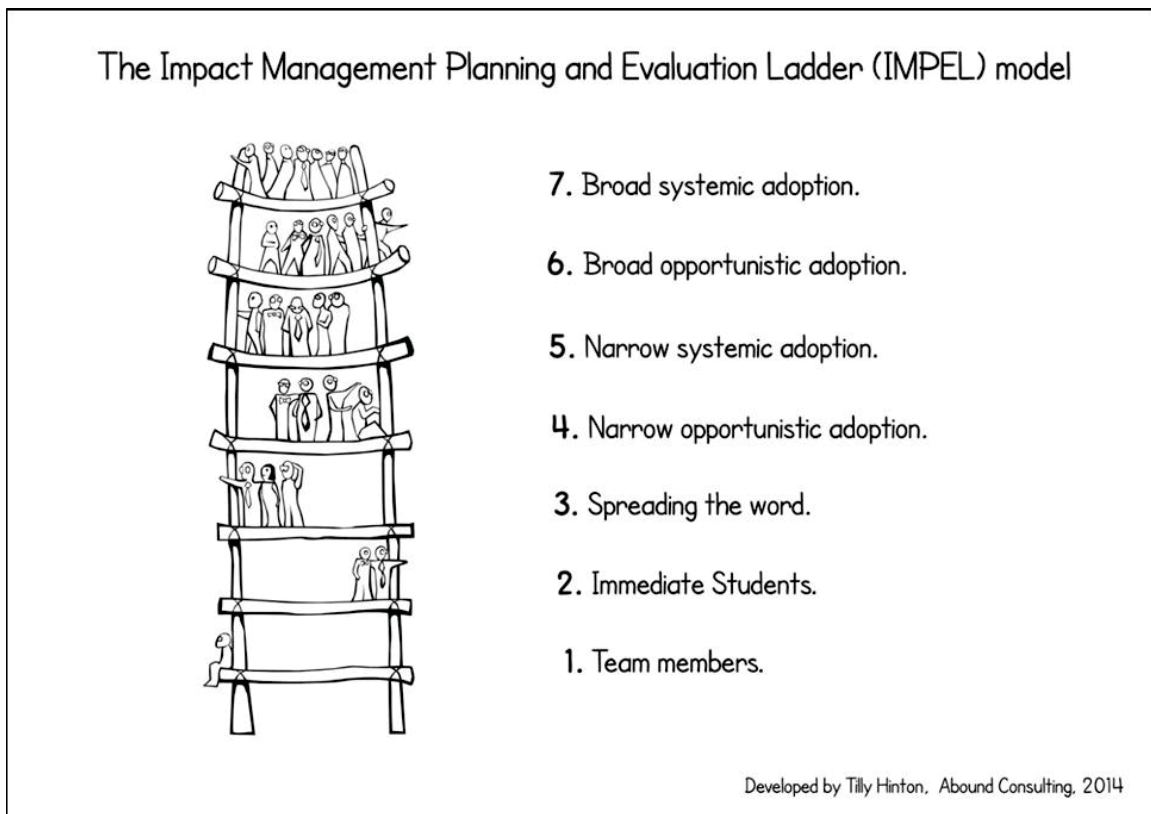 The Impact Management Planning and Evaluation Ladder (IMPEL) model
7. Broad systemic adoption.
6. Broad opportunistic adoption.
5. Narrow systemic adoption.
4. Narrow opportunistic adoption.
3. Spreading the word.
2. Immediate Students.
1. Team members.
Developed by Tilly Hinton, Abound Consulting, 2014